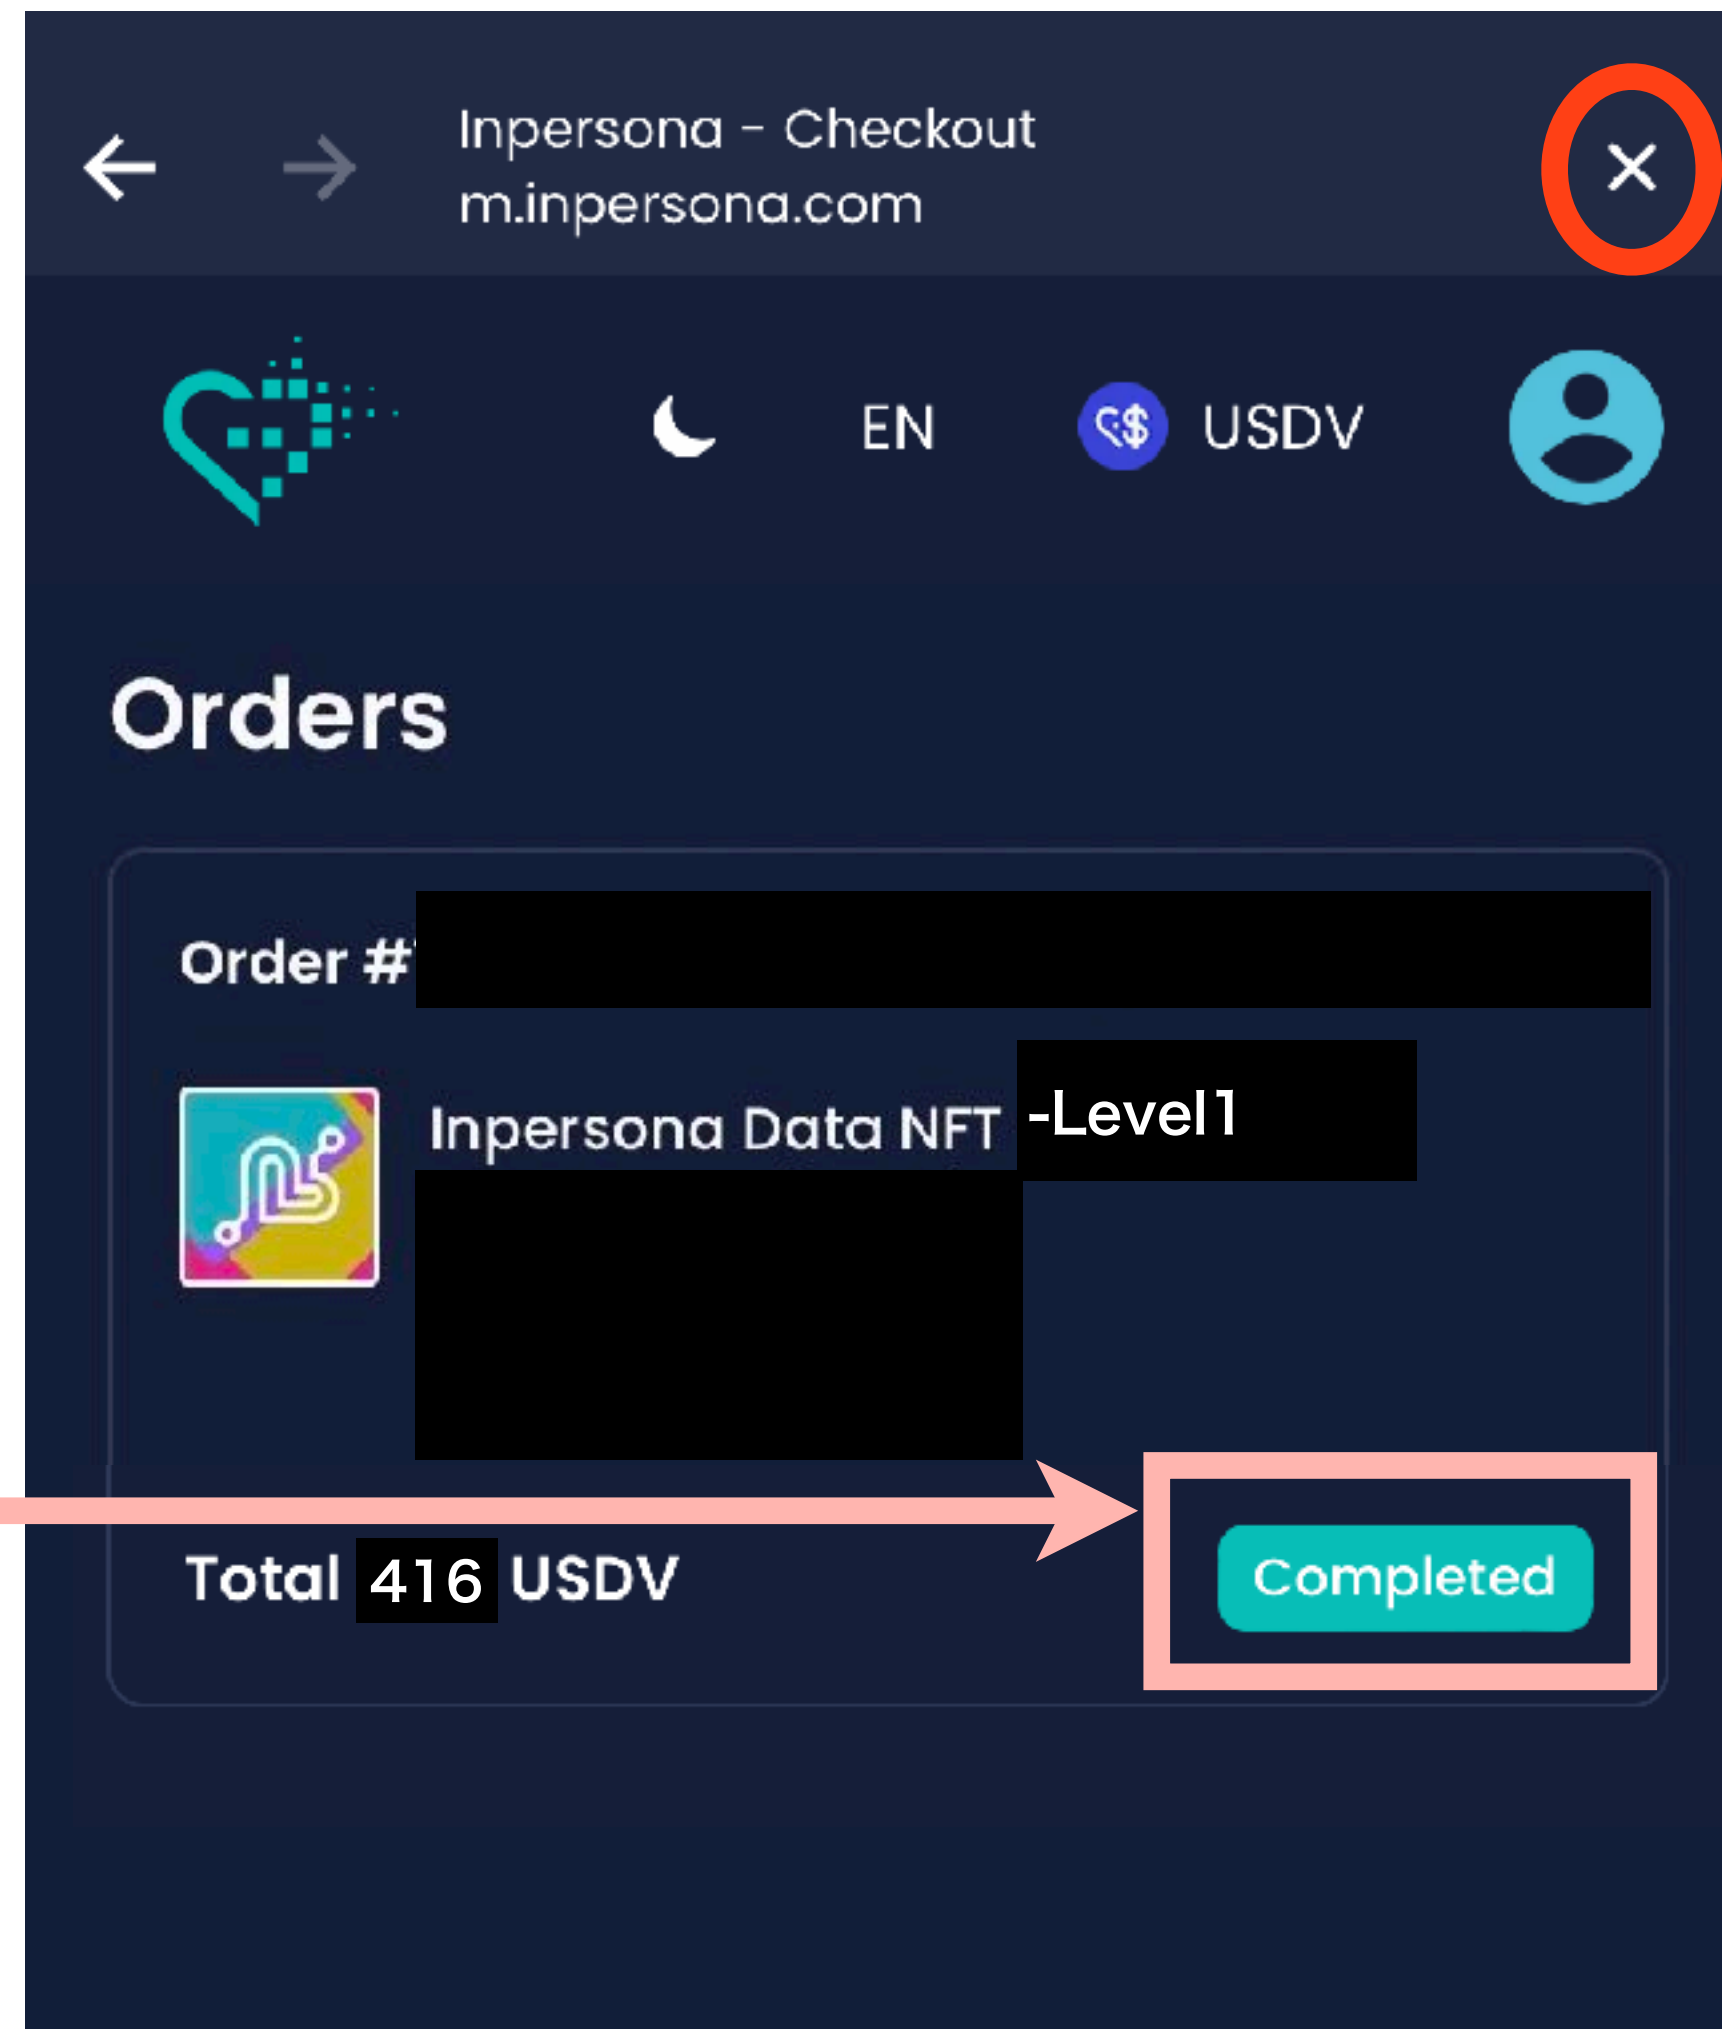 Inpersona - Checkout
m.inpersona.com
EN
USDV
Orders
Order #
Inpersona Data NFT -Level1
Total 416 USDV
Completed